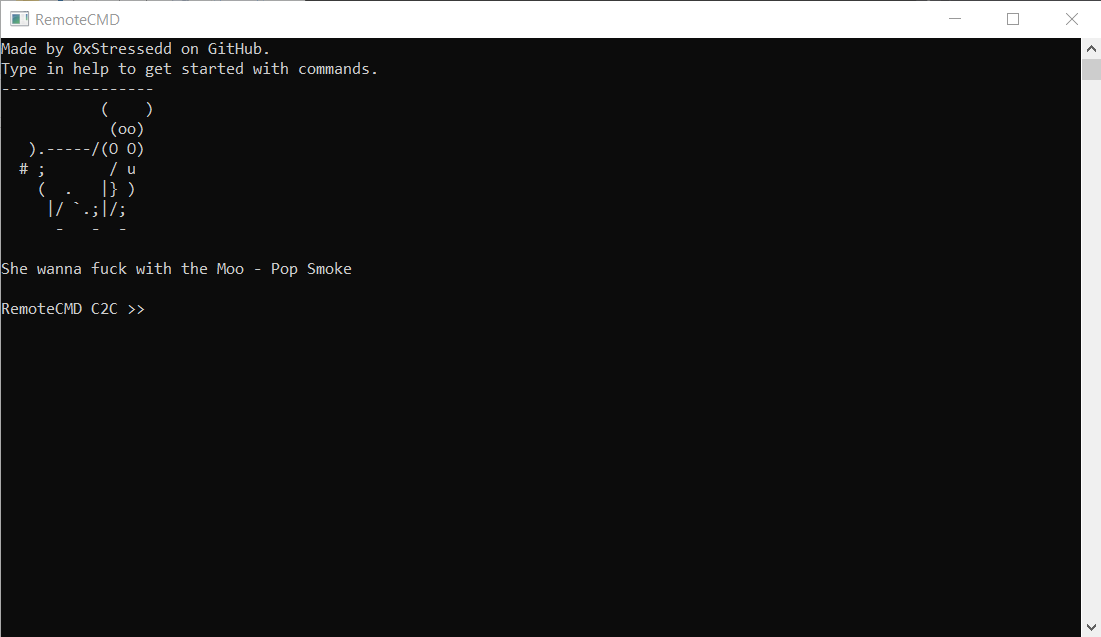 RemoteCMD
Made by 0xStressedd on GitHub.
Type in help to get started with commands.
-----------------
           (    )
            (oo)
   ).-----/(O O)
  # ;       / u
    (  .   |} )
     |/ `.;|/;
      -   -  -
She wanna fuck with the Moo - Pop Smoke
RemoteCMD C2C >>